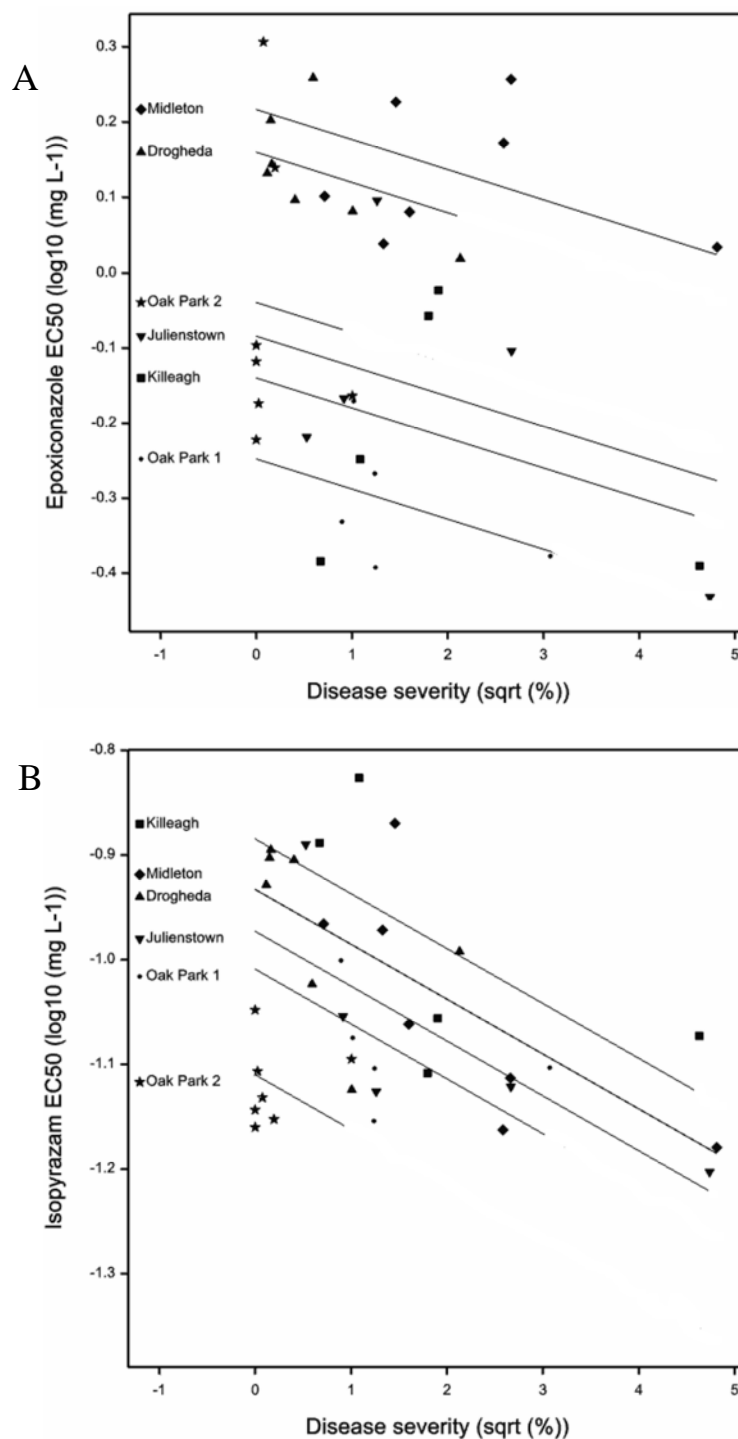 A
Epoxiconazole EC50 (log10 (mg L-1))
0.3
0.2
0.1
0.0
-0.1
-0.2
-0.3
-0.4
Midleton
Drogheda
Oak Park 2
Julienstown
Killeagh
Oak Park 1
-1
0
1
2
3
4
5
Disease severity (sqrt (%))
B
Isopyrazam EC50 (log10 (mg L-1))
-0.8
-0.9
-1.0
-1.1
-1.2
-1.3
Killeagh
Midleton
Drogheda
Julienstown
Oak Park 1
Oak Park 2
-1
0
1
2
3
4
5
Disease severity (sqrt (%))